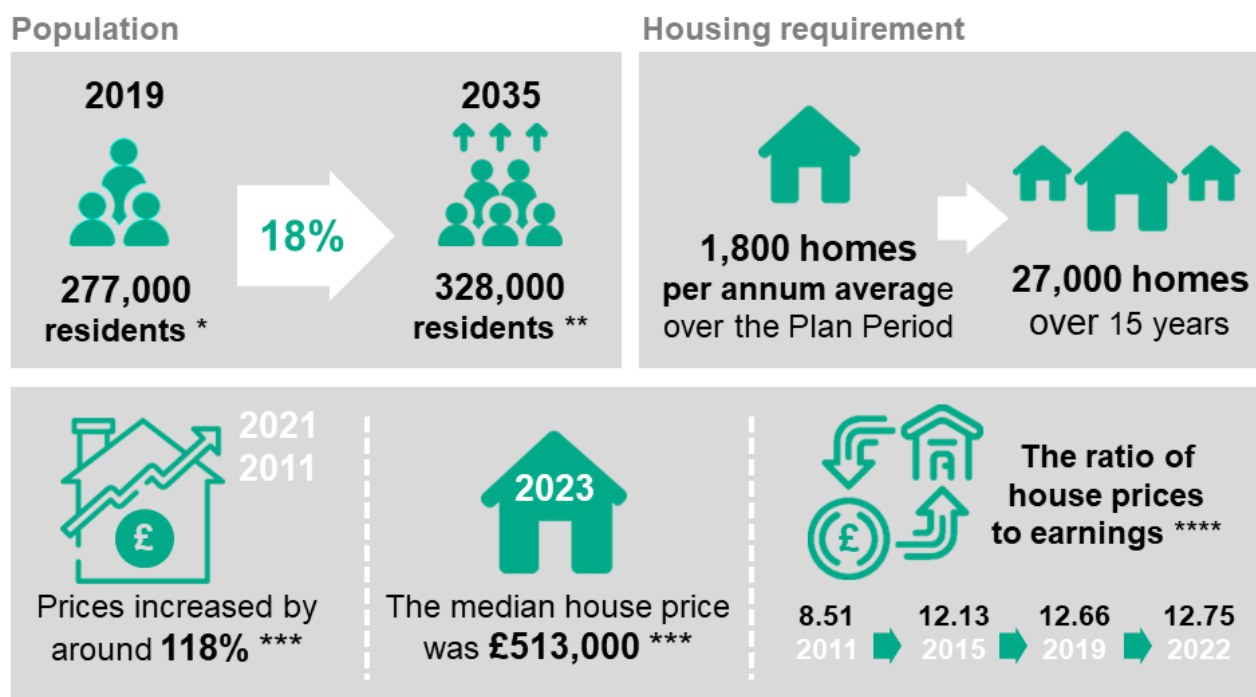 Population
2019
277,000
residents *
18%
2035
328,000
residents **
Housing requirement
1,800 homes
per annum average
over the Plan Period
27,000 homes
over 15 years
2021
2011
£
Prices increased by
around 118% ***
2023
The median house price
was £513,000 ***
£
The ratio of
house prices
to earnings ****
8.51 12.13 12.66 12.75
2011 2015 2019 2022